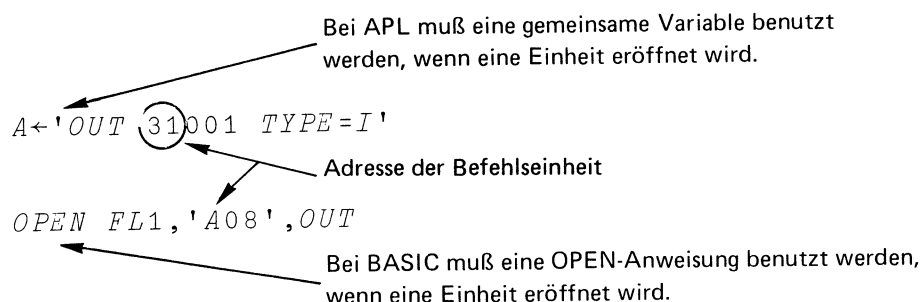 Bei APL muß eine gemeinsame Variable benutzt
werden, wenn eine Einheit eröffnet wird.
A←'OUT 31001 TYPE=I'
Adresse der Befehlseinheit
OPEN FL1,'A08',OUT
Bei BASIC muß eine OPEN-Anweisung benutzt werden,
wenn eine Einheit eröffnet wird.